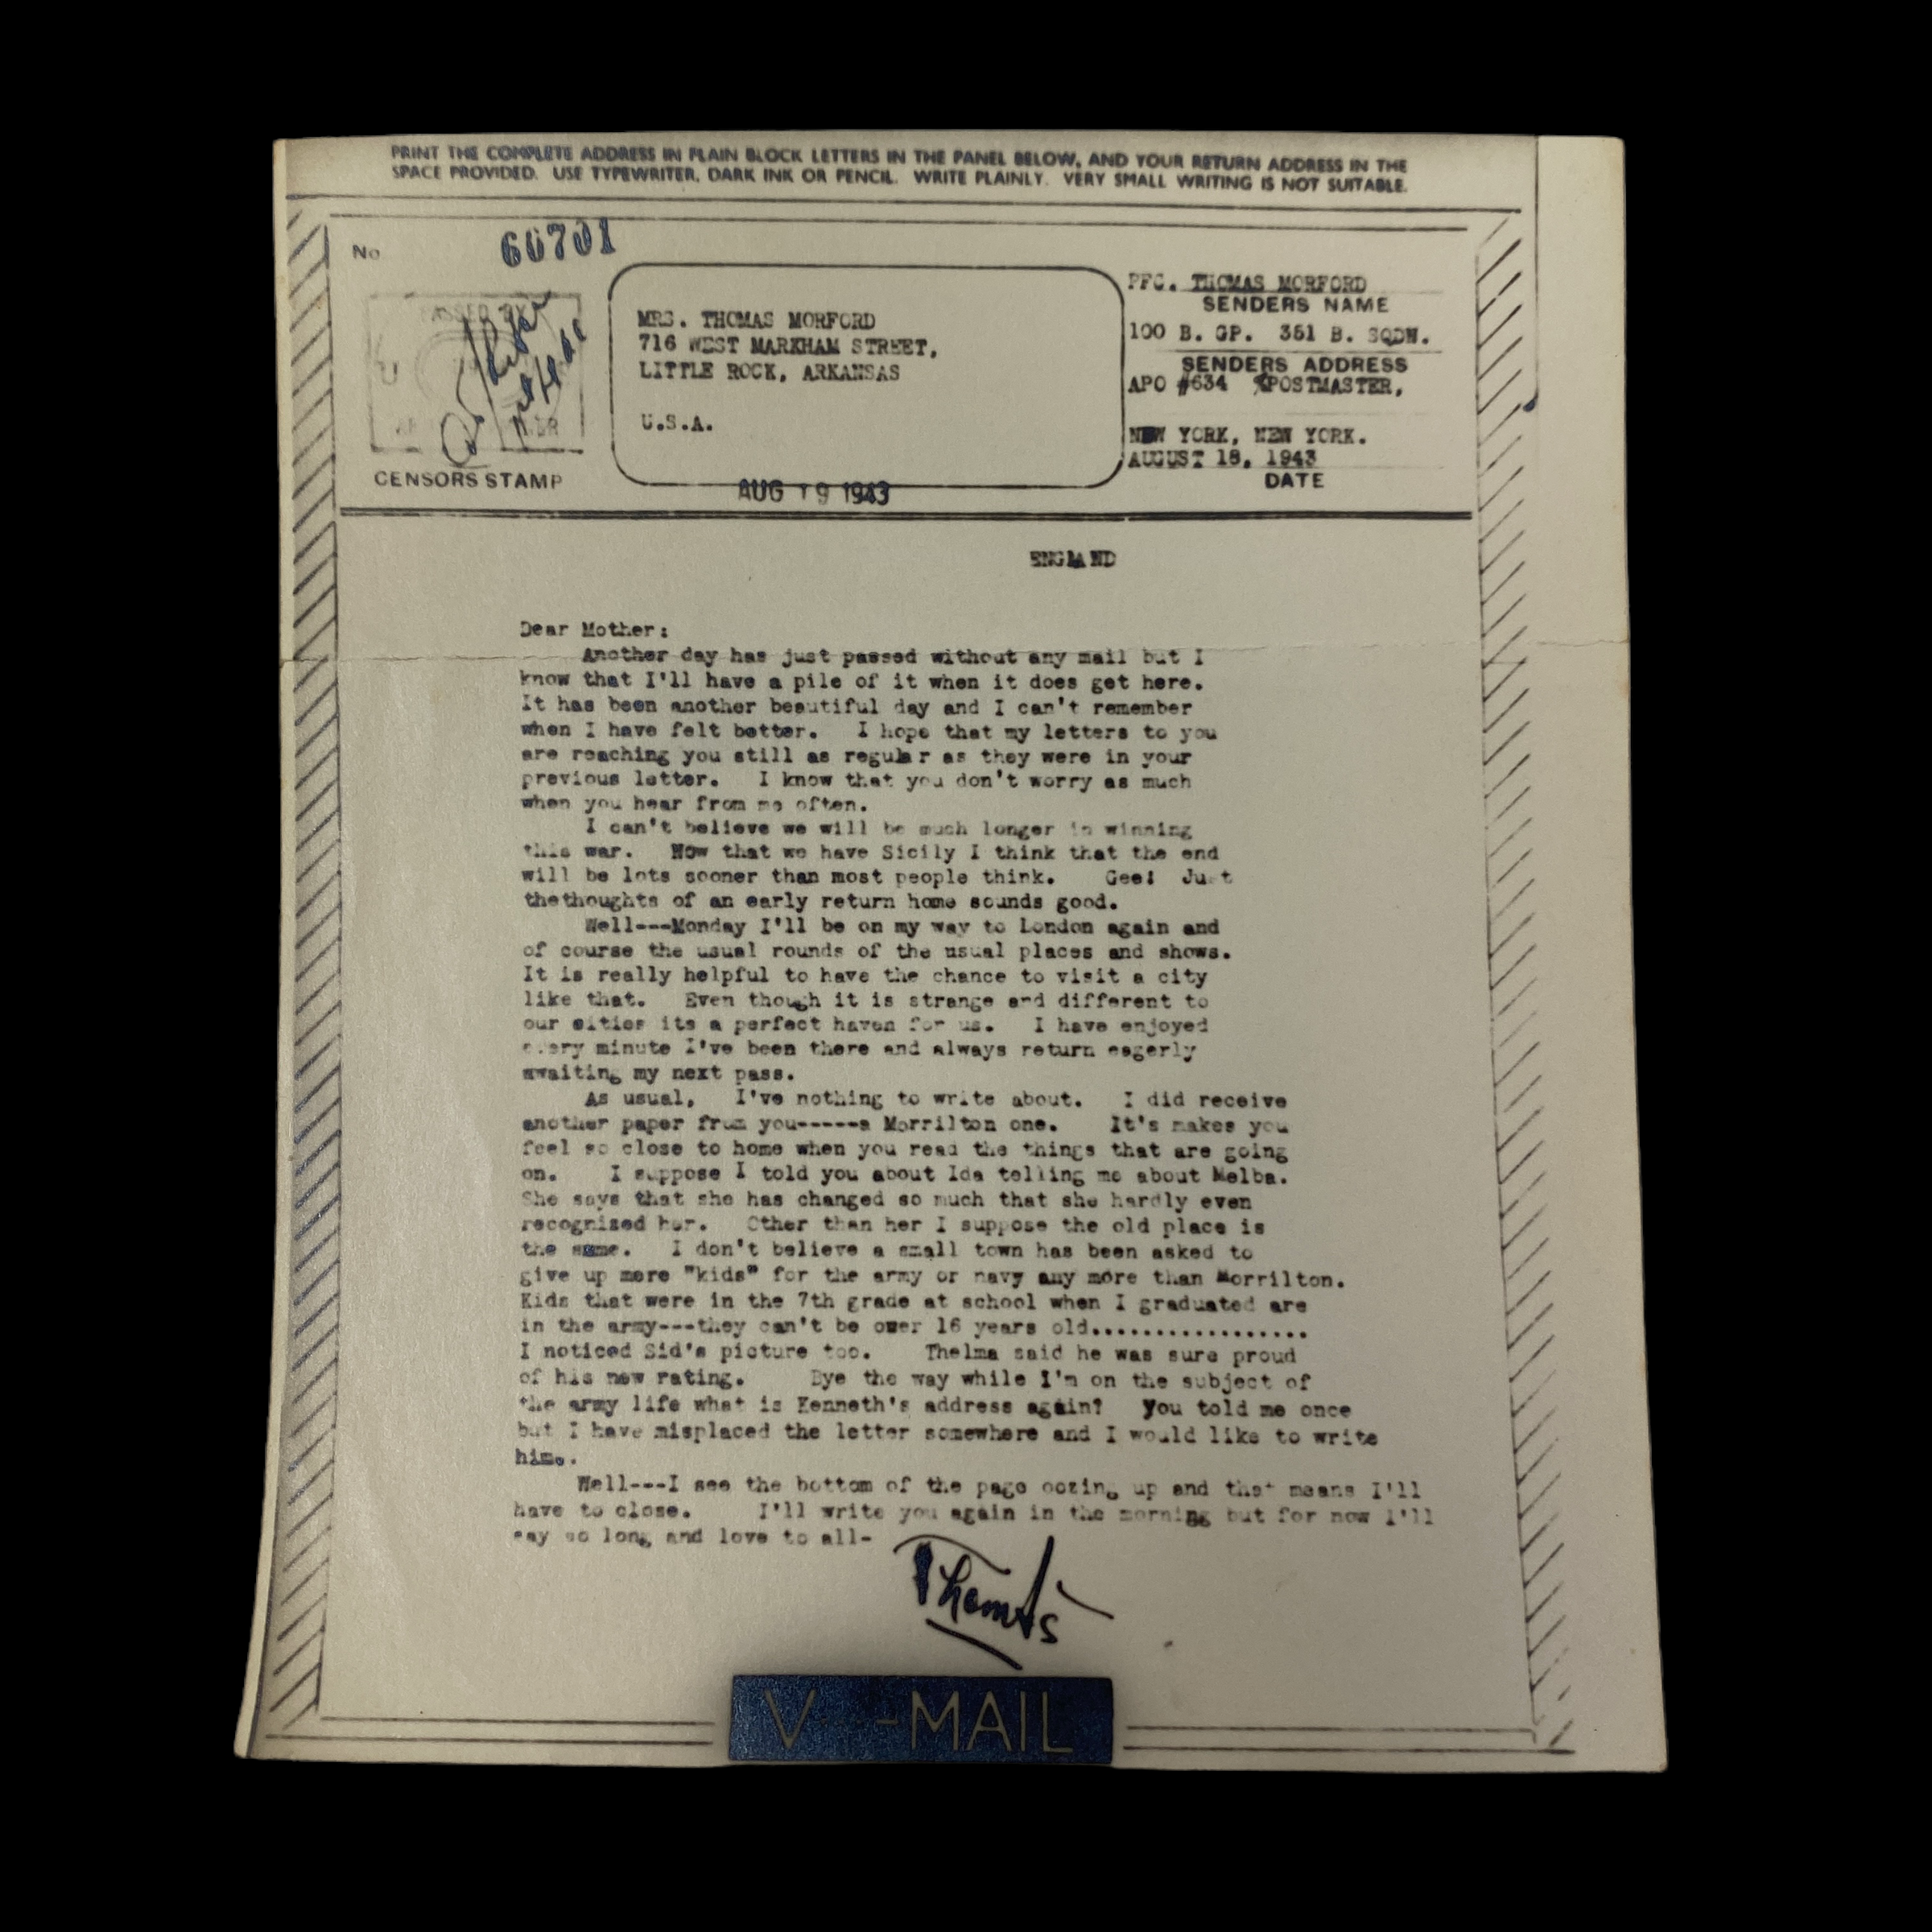 PRINT THE COMPLETE ADDRESS IN PLAIN BLOCK LETTERS IN THE PANEL BELOW, AND YOUR RETURN ADDRESS IN THE
SPACE PROVIDED. USE TYPEWRITER, DARK INK OR PENCIL. WRITE PLAINLY. VERY SMALL WRITING IS NOT SUITABLE.
No 60701
PASSED BY
CENSORS STAMP
MRS. THOMAS MORFORD
716 WEST MARKHAM STREET,
LITTLE ROCK, ARKANSAS
U.S.A.
AUG 19 1943
PFC. THOMAS MORFORD
SENDERS NAME
100 B. GP. 351 B. SQDN.
SENDERS ADDRESS
APO #634 %POSTMASTER,
NEW YORK, NEW YORK.
AUGUST 18, 1943
DATE
ENGLAND
Dear Mother:
Another day has just passed without any mail but I
know that I'll have a pile of it when it does get here.
It has been another beautiful day and I can't remember
when I have felt better. I hope that my letters to you
are reaching you still as regular as they were in your
previous letter. I know that you don't worry as much
when you hear from me often.
I can't believe we will be much longer in winning
this war. Now that we have Sicily I think that the end
will be lots sooner than most people think. Gee! Just
thethoughts of an early return home sounds good.
Well---Monday I'll be on my way to London again and
of course the usual rounds of the usual places and shows.
It is really helpful to have the chance to visit a city
like that. Even though it is strange and different to
our cities its a perfect haven for us. I have enjoyed
every minute I've been there and always return eagerly
awaiting my next pass.
As usual, I've nothing to write about. I did receive
another paper from you-----a Morrilton one. It's makes you
feel so close to home when you read the things that are going
on. I suppose I told you about Ida telling me about Melba.
She says that she has changed so much that she hardly even
recognized her. Other than her I suppose the old place is
the same. I don't believe a small town has been asked to
give up more "kids" for the army or navy any more than Morrilton.
Kids that were in the 7th grade at school when I graduated are
in the army---they can't be over 16 years old.................
I noticed Sid's picture too. Thelma said he was sure proud
of his new rating. Bye the way while I'm on the subject of
the army life what is Kenneth's address again? You told me once
but I have misplaced the letter somewhere and I would like to write
him.
Well---I see the bottom of the page oozing up and that means I'll
have to close. I'll write you again in the morning but for now I'll
say so long and love to all-
Thomas
V---MAIL